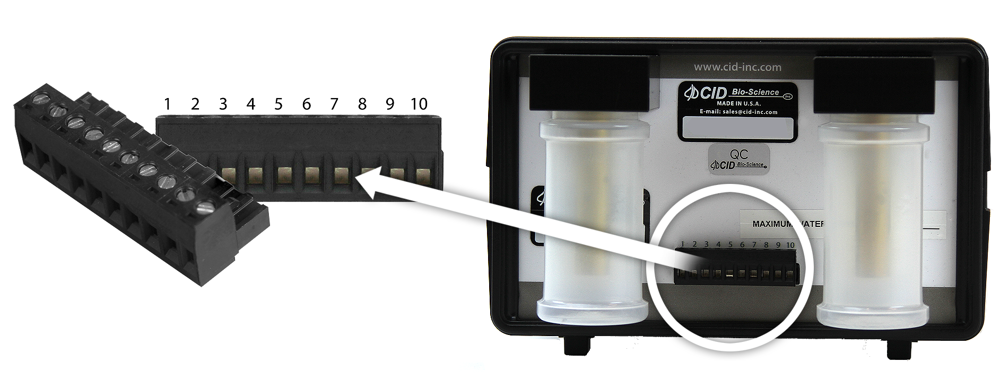 1 2 3 4 5 6 7 8 9 10
www.cid-inc.com
CID Bio-Science Inc.
MADE IN U.S.A.
E-mail: sales@cid-inc.com
QC
CID Bio-Science
MAXIMUM WATER
1 2 3 4 5 6 7 8 9 10